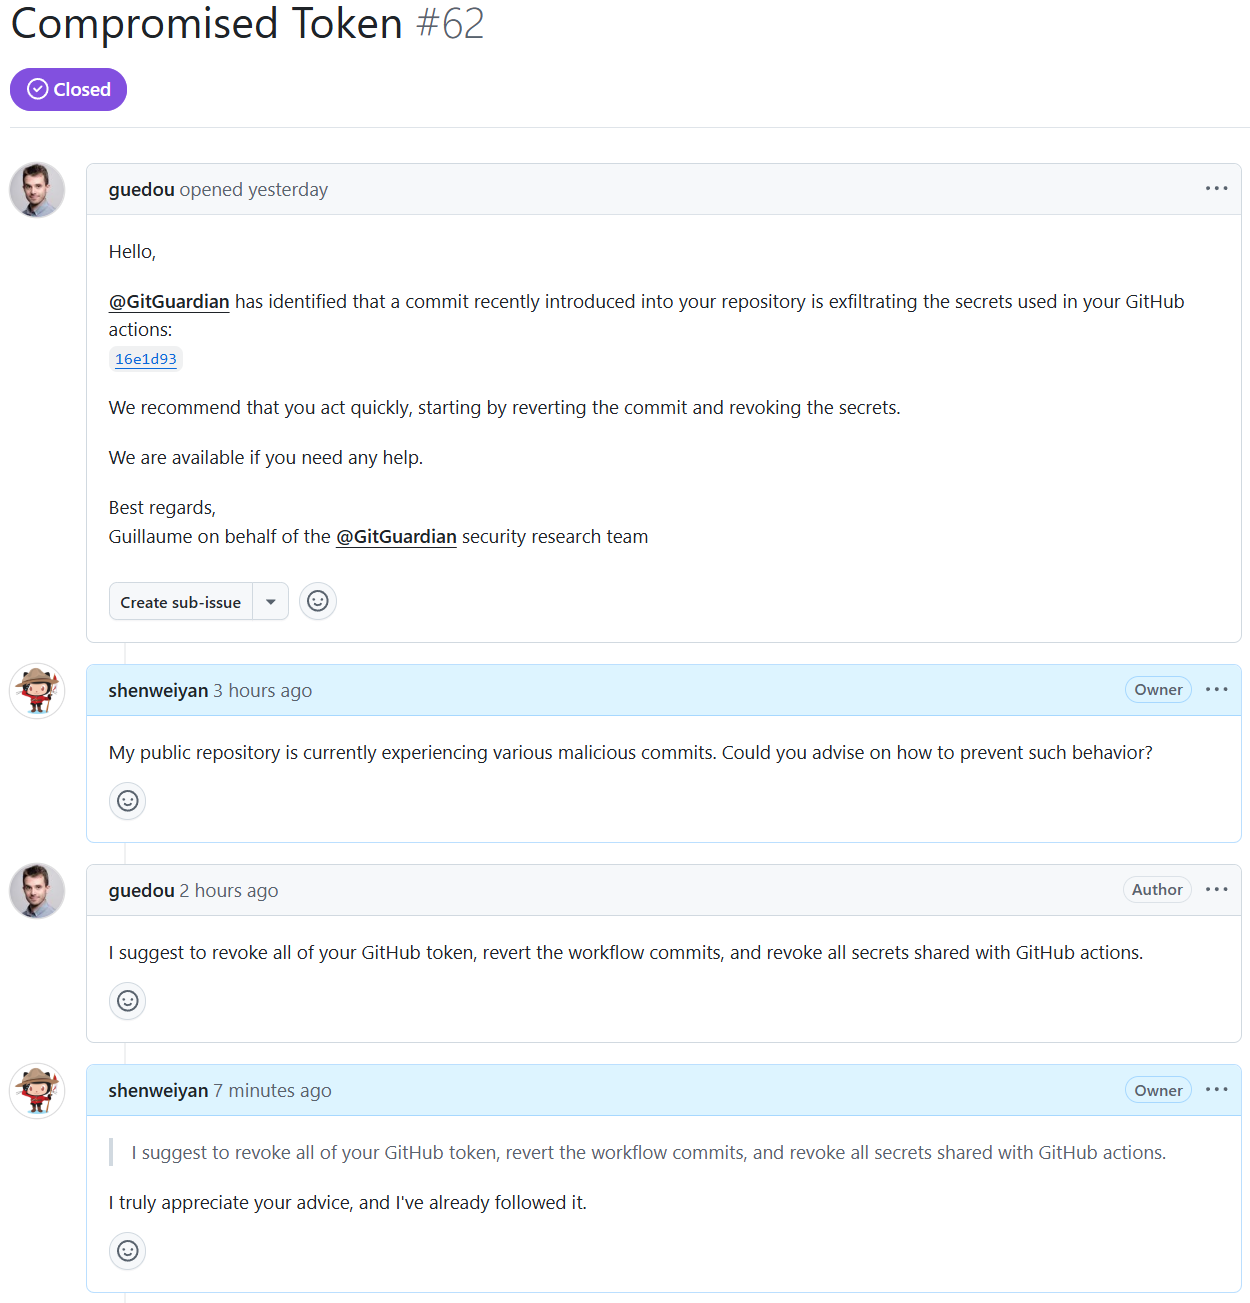 Compromised Token #62
Closed
guedou opened yesterday
Hello,
@GitGuardian has identified that a commit recently introduced into your repository is exfiltrating the secrets used in your GitHub
actions:
16e1d93
We recommend that you act quickly, starting by reverting the commit and revoking the secrets.
We are available if you need any help.
Best regards,
Guillaume on behalf of the @GitGuardian security research team
Create sub-issue
shenweiyan 3 hours ago Owner
My public repository is currently experiencing various malicious commits. Could you advise on how to prevent such behavior?
guedou 2 hours ago Author
I suggest to revoke all of your GitHub token, revert the workflow commits, and revoke all secrets shared with GitHub actions.
shenweiyan 7 minutes ago Owner
I suggest to revoke all of your GitHub token, revert the workflow commits, and revoke all secrets shared with GitHub actions.
I truly appreciate your advice, and I've already followed it.